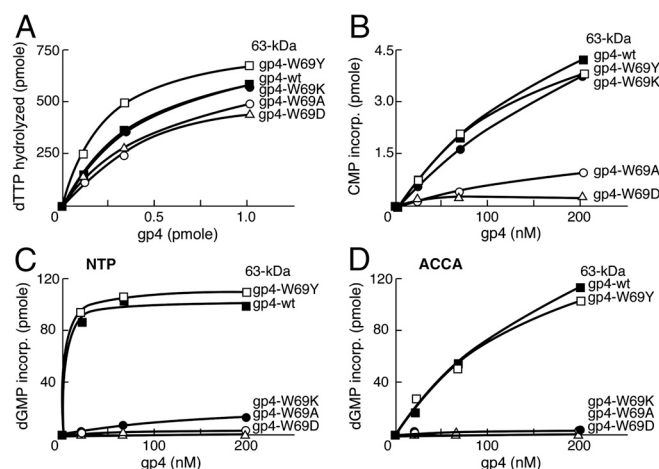 A
63-kDa
dTTP hydrolyzed (pmole)
750
500
250
0
0.5
1.0
gp4 (pmole)
gp4-W69Y
gp4-wt
gp4-W69K
gp4-W69A
gp4-W69D
B
63-kDa
CMP incorp. (pmole)
4.5
3.0
1.5
0
100
200
gp4 (nM)
gp4-wt
gp4-W69Y
gp4-W69K
gp4-W69A
gp4-W69D
C
NTP
63-kDa
dGMP incorp. (pmole)
120
80
40
0
100
200
gp4 (nM)
gp4-W69Y
gp4-wt
gp4-W69K
gp4-W69A
gp4-W69D
D
ACCA
63-kDa
dGMP incorp. (pmole)
120
80
40
0
100
200
gp4 (nM)
gp4-wt
gp4-W69Y
gp4-W69K
gp4-W69A
gp4-W69D